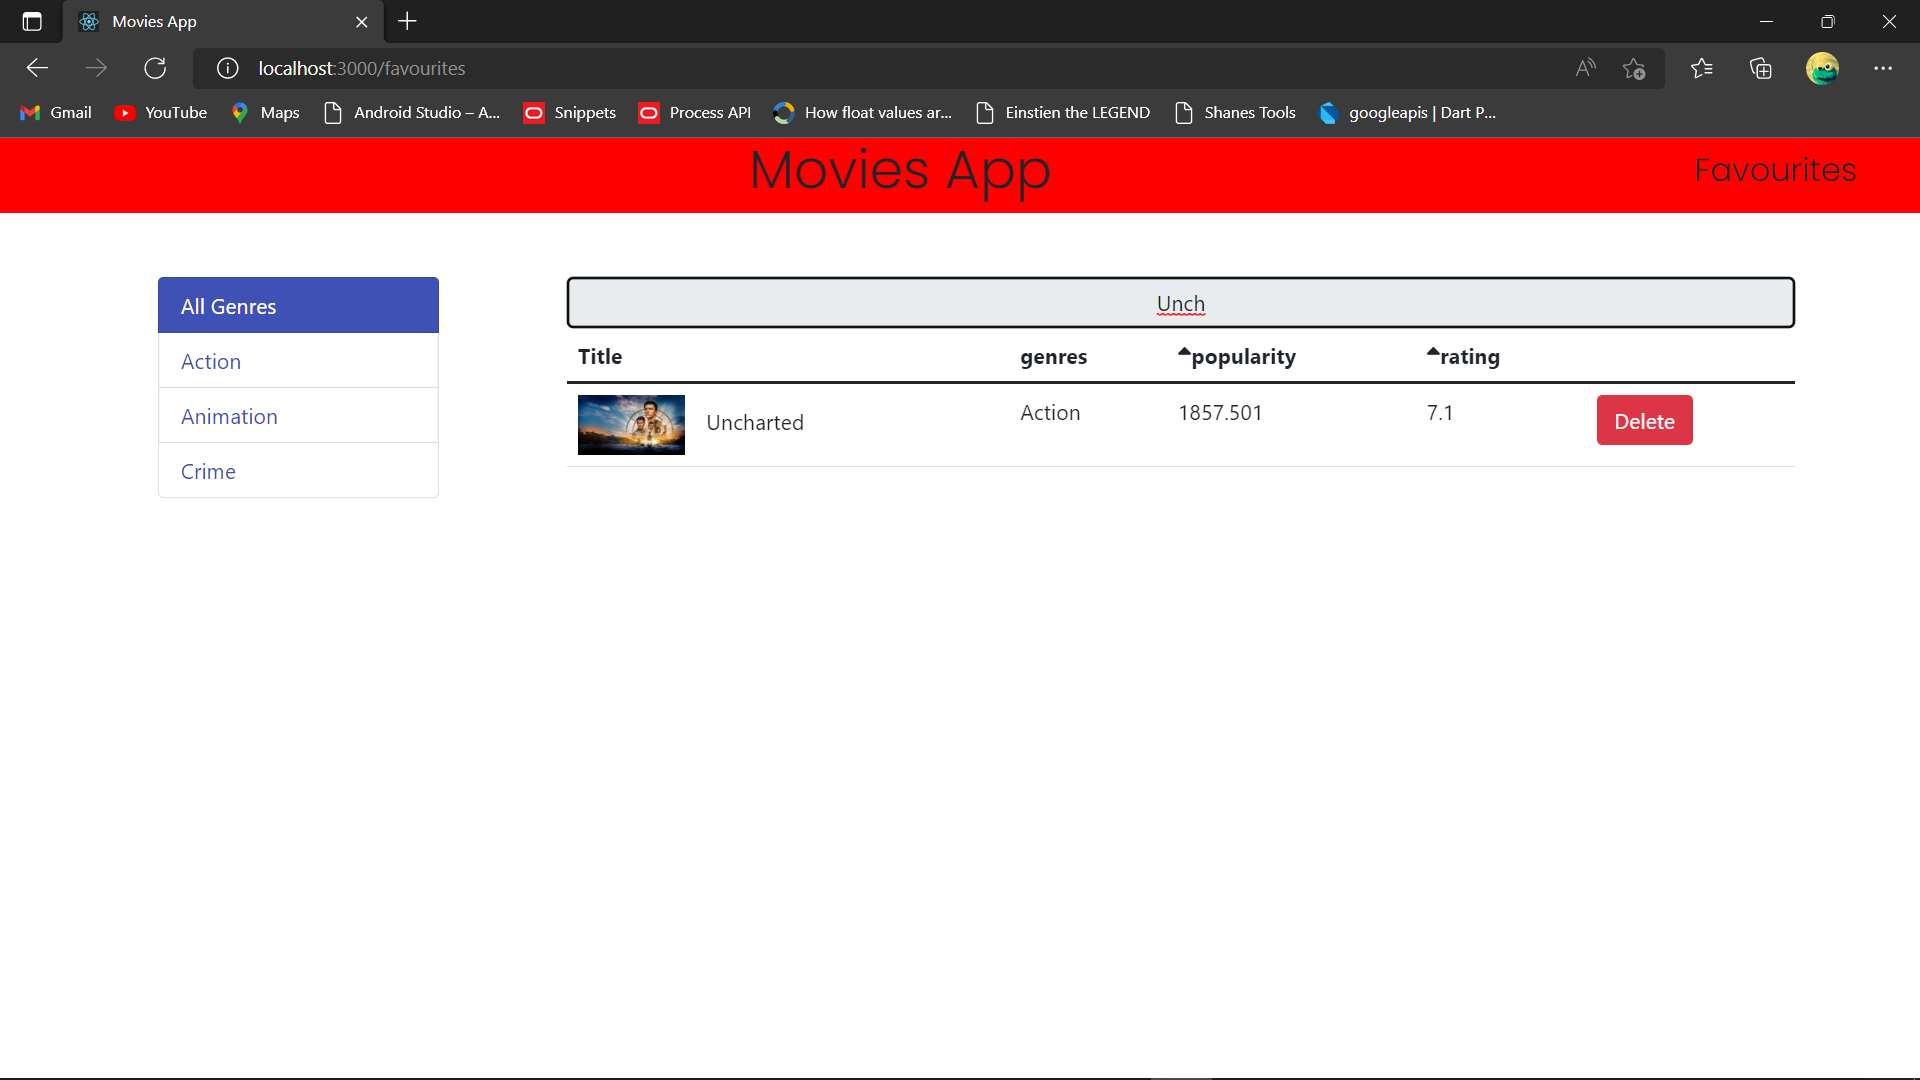 Movies App
localhost:3000/favourites
Gmail YouTube Maps Android Studio – A... Snippets Process API How float values ar... Einstien the LEGEND Shanes Tools googleapis | Dart P...
Movies App Favourites
All Genres
Action
Animation
Crime
Unch
Title genres popularity rating
Uncharted Action 1857.501 7.1 Delete